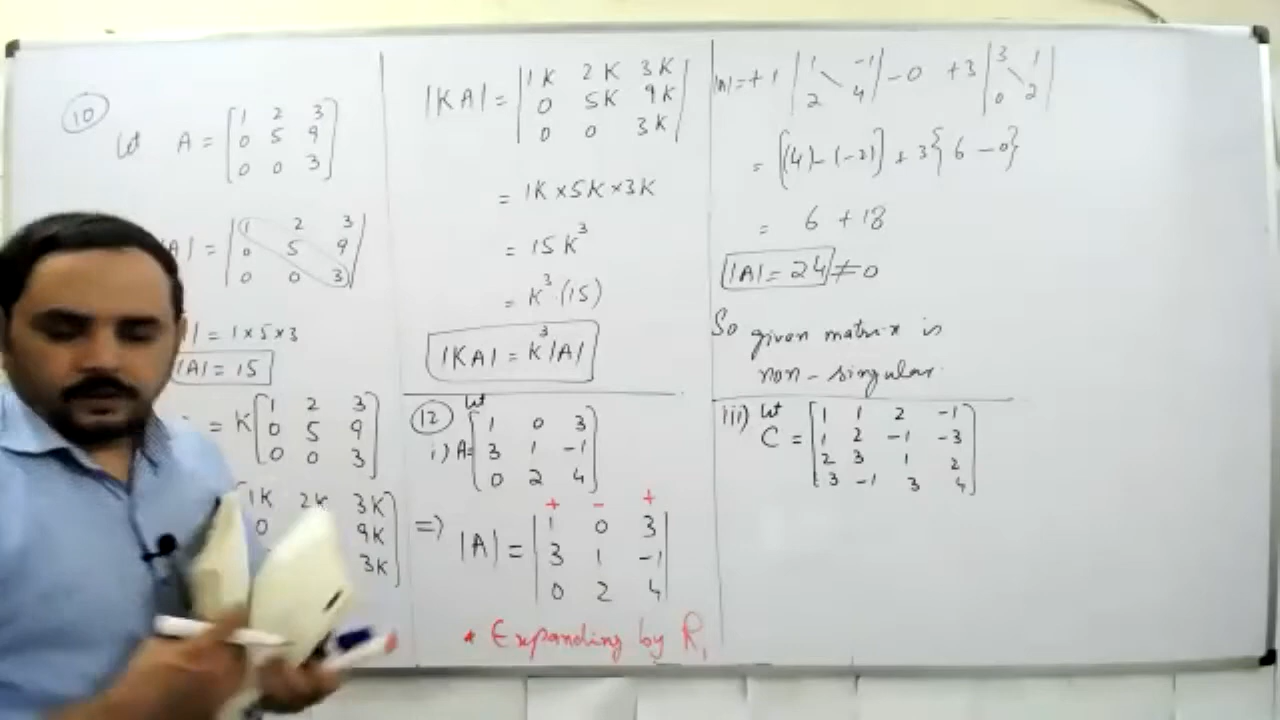 10
Let A = [1 2 3
0 5 9
0 0 3]
A| = |1 2 3
0 5 9
0 0 3|
| = 1 × 5 × 3
|A| = 15
= K [1 2 3
0 5 9
0 0 3]
[1K 2K 3K
0 9K
3K]
|KA| = |1K 2K 3K
0 5K 9K
0 0 3K|
= 1K × 5K × 3K
= 15K³
= K³(15)
|KA| = K³|A|
12 Let
i) A = [1 0 3
3 1 -1
0 2 4]
+ - +
=> |A| = |1 0 3
3 1 -1
0 2 4|
* Expanding by R₁
|A| = +1 |1 -1
2 4| - 0 + 3 |3 1
0 2|
= [(4) - (-2)] + 3{6 - 0}
= 6 + 18
|A| = 24 ≠ 0
So given matrix is
non-singular.
iii) Let
C = [1 1 2 -1
1 2 -1 -3
2 3 1 2
3 -1 3 4]